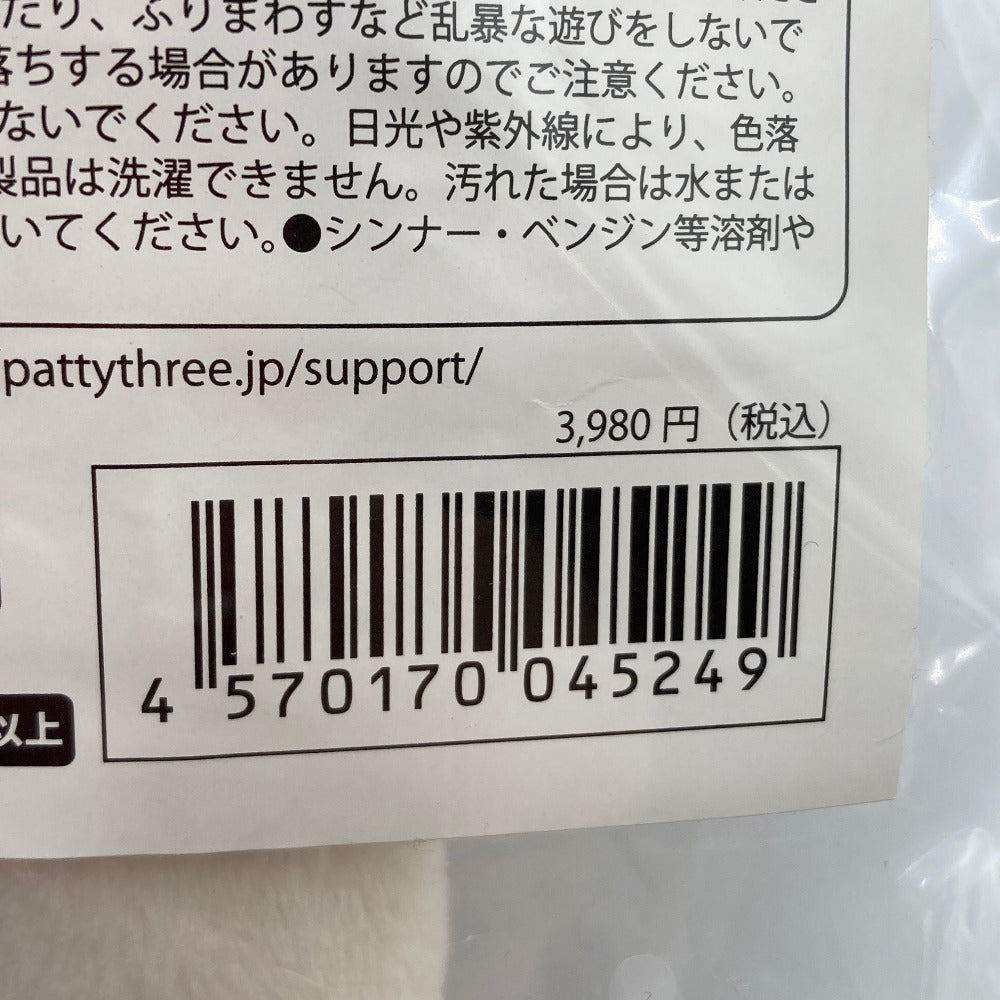 たり、ふりまわすなど乱暴な遊びをしないで
落ちする場合がありますのでご注意ください。
ないでください。日光や紫外線により、色落
製品は洗濯できません。汚れた場合は水または
いてください。●シンナー・ベンジン等溶剤や
pattythree.jp/support/
3,980 円（税込）
4 570170 045249
以上